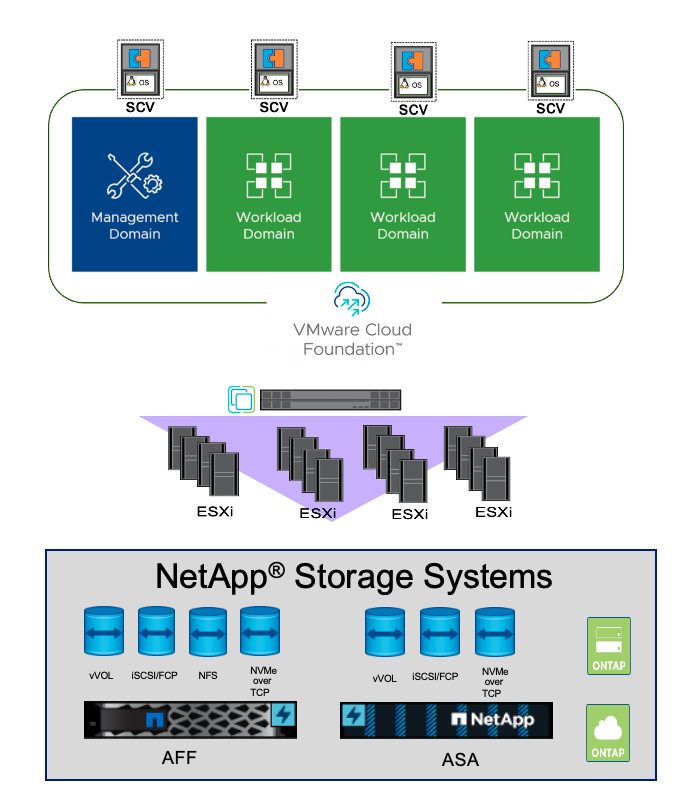 OS
OS
OS
OS
SCV
SCV
SCV
SCV
Management
Domain
Workload
Domain
Workload
Domain
Workload
Domain
VMware Cloud
Foundation™
ESXi
ESXi
ESXi
ESXi
NetApp® Storage Systems
vVOL
iSCSI/FCP
NFS
NVMe
over
TCP
vVOL
iSCSI/FCP
NVMe
over
TCP
ONTAP
NetApp
ONTAP
AFF
ASA